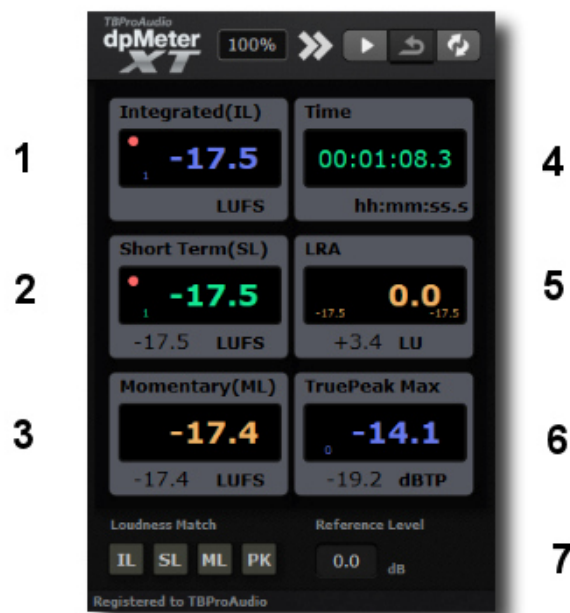 TBProAudio
dpMeter 100%
XT
1 Integrated(IL) Time 4
1 -17.5 00:01:08.3
LUFS hh:mm:ss.s
2 Short Term(SL) LRA 5
1 -17.5 -17.5 0.0 -17.5
-17.5 LUFS +3.4 LU
3 Momentary(ML) TruePeak Max 6
-17.4 0 -14.1
-17.4 LUFS -19.2 dBTP
Loudness Match Reference Level
IL SL ML PK 0.0 dB 7
Registered to TBProAudio